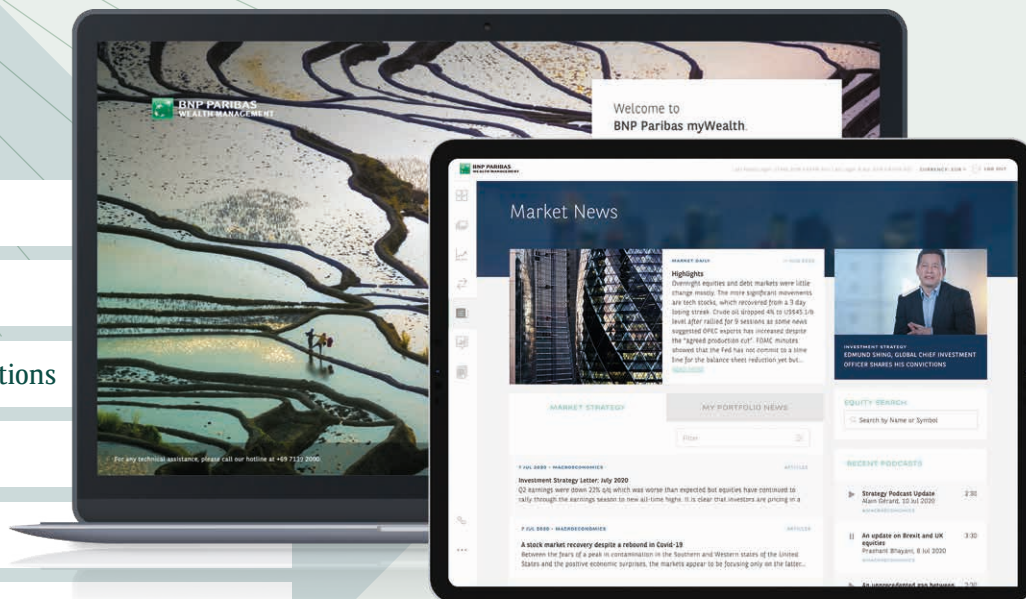 BNP PARIBAS
WEALTH MANAGEMENT
Welcome to
BNP Paribas myWealth
For any technical assistance, please call our hotline at
tions
BNP PARIBAS
WEALTH MANAGEMENT
CURRENCY:
LOG OUT
Market News
MARKET DAILY
Highlights
Overnight equities and debt markets were little
change mostly. The more significant movements
are tech stocks, which recovered from a 3 day
losing streak. Crude oil dropped 4% to US$45 1/9
level after rallied for 9 sessions as some news
suggested OPEC exports has increased despite
the "agreed production cut". FOMC minutes
showed that the Fed has not commit to a time
line for the balance sheet reduction yet but...
READ MORE
INVESTMENT STRATEGY
EDMUND SHING, GLOBAL CHIEF INVESTMENT
OFFICER SHARES HIS CONVICTIONS
MARKET STRATEGY
MY PORTFOLIO NEWS
Filter
EQUITY SEARCH
Search by Name or Symbol
7 JUL 2020 • MACROECONOMICS
ARTICLES
Investment Strategy Letter: July 2020
Q2 earnings were down 22% q/q which was worse than expected but equities have continued to
rally through the earnings season to new all-time highs. It is clear that investors are pricing in a
7 JUL 2020 • MACROECONOMICS
ARTICLES
A stock market recovery despite a rebound in Covid-19
Between the fears of a peak in contamination in the Southern and Western states of the United
States and the positive economic surprises, the markets appear to be focusing only on the latter...
RECENT PODCASTS
Strategy Podcast Update 2:30
Alain Gerard, 10 Jul 2020
#MACROECONOMICS
An update on Brexit and UK 3:30
equities
Prashant Bhayani, 8 Jul 2020
#MACROECONOMICS
An unprecedented gap between